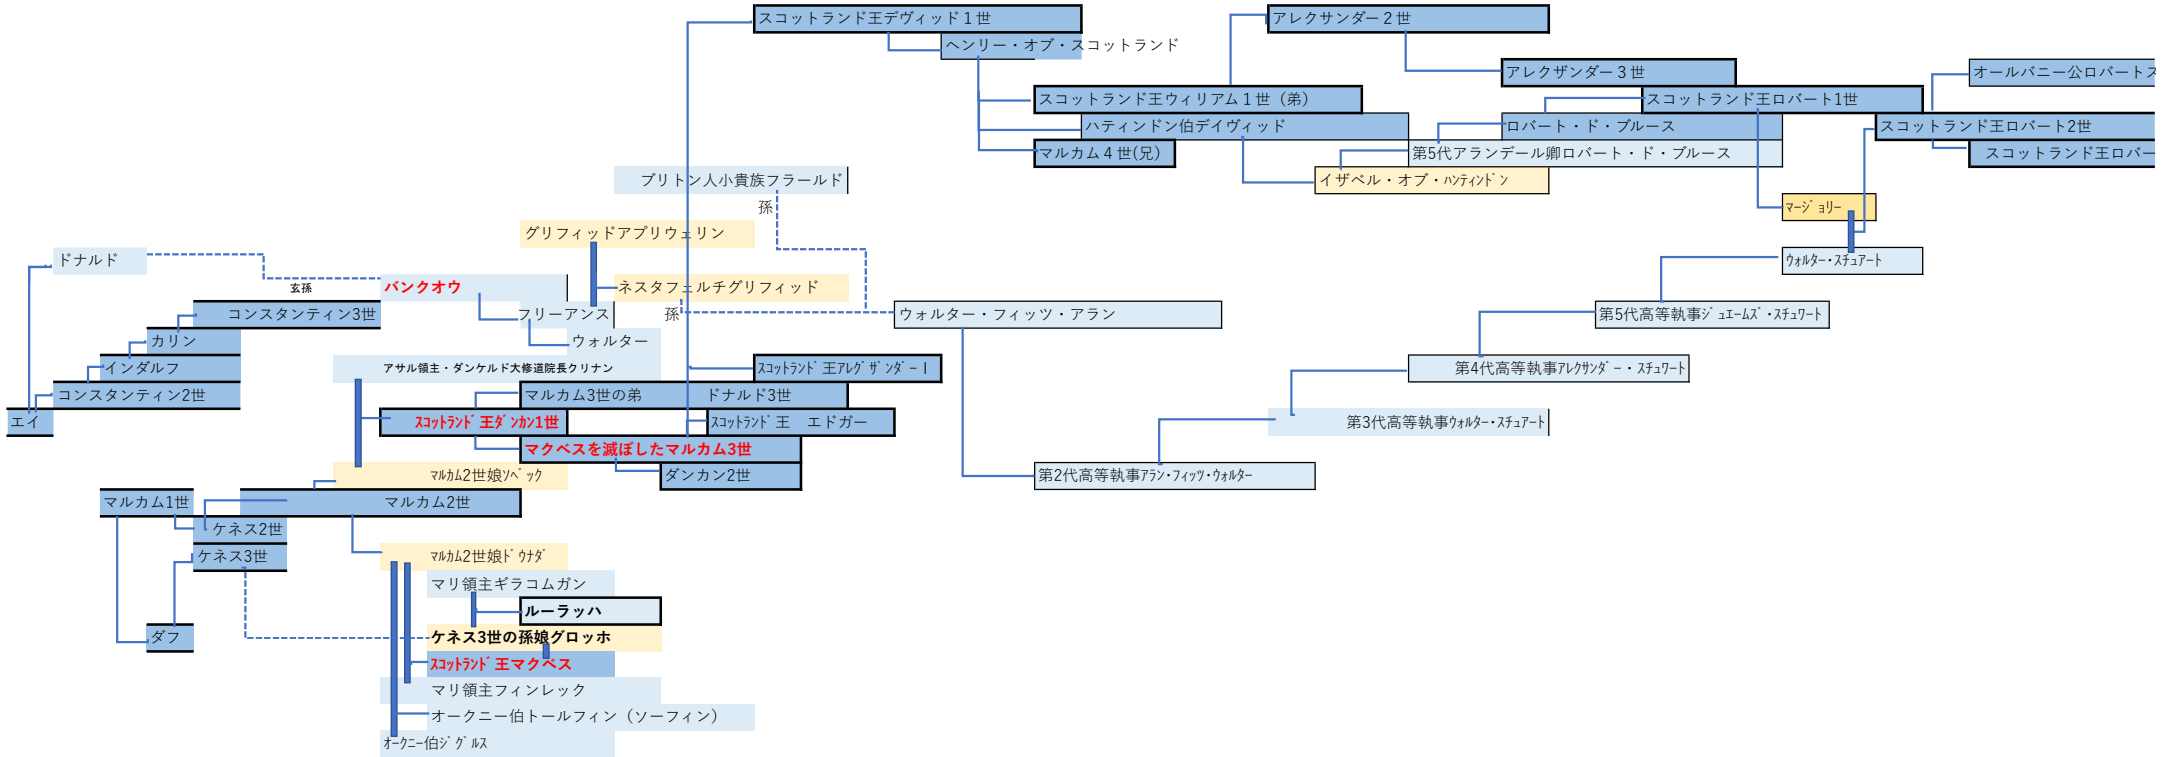 スコットランド王デヴィッド１世
アレクサンダー２世
ヘンリー・オブ・スコットランド
アレクザンダー３世
オールバニー公ロバートス
スコットランド王ウィリアム１世（弟）
スコットランド王ロバート1世
ハティンドン伯デイヴィッド
ロバート・ド・ブルース
スコットランド王ロバート2世
マルカム４世(兄)
第5代アランデール卿ロバート・ド・ブルース
スコットランド王ロバー
ブリトン人小貴族フラールド
イザベル・オブ・ﾊﾝティﾝﾄﾞﾝ
孫
ﾏｰｼﾞｮﾘｰ
グリフィッドアプリウェリン
ドナルド
ｳｫﾙﾀｰ・ｽﾁｭｱｰﾄ
玄孫
バンクオウ
ネスタフェルチグリフィッド
コンスタンティン3世
フリーアンス
孫
ウォルター・フィッツ・アラン
第5代高等執事ｼﾞｭｴｰﾑｽﾞ・ｽﾁｭﾜｰﾄ
カリン
ウォルター
インダルフ
アサル領主・ダンケルド大修道院長クリナン
ｽｺｯﾄﾗﾝﾄﾞ王ｱﾚｸﾞｻﾞﾝﾀﾞｰⅠ
第4代高等執事ｱﾚｸｻﾝﾀﾞｰ・ｽﾁｭﾜｰﾄ
コンスタンティン2世
マルカム3世の弟　ドナルド3世
エイ
ｽｺｯﾄﾗﾝﾄﾞ王ﾀﾞﾝｶﾝ1世
ｽｺｯﾄﾗﾝﾄﾞ王　エドガー
第3代高等執事ｳｫﾙﾀｰ・ｽﾁｭｱｰﾄ
マクベスを滅ぼしたマルカム3世
ﾏﾙｶﾑ2世娘ｿﾍﾞｯｸ
ダンカン2世
第2代高等執事ｱﾗﾝ・ﾌｨｯﾂ・ｳｫﾙﾀｰ
マルカム1世
マルカム2世
ケネス2世
ケネス3世
ﾏﾙｶﾑ2世娘ﾄﾞｳﾅﾀﾞ
マリ領主ギラコムガン
ルーラッハ
ダフ
ケネス3世の孫娘グロッホ
ｽｺｯﾄﾗﾝﾄﾞ王マクベス
マリ領主フィンレック
オークニー伯トールフィン（ソーフィン）
ｵｰｸﾆｰ伯ｼﾞｸﾞﾙｽ